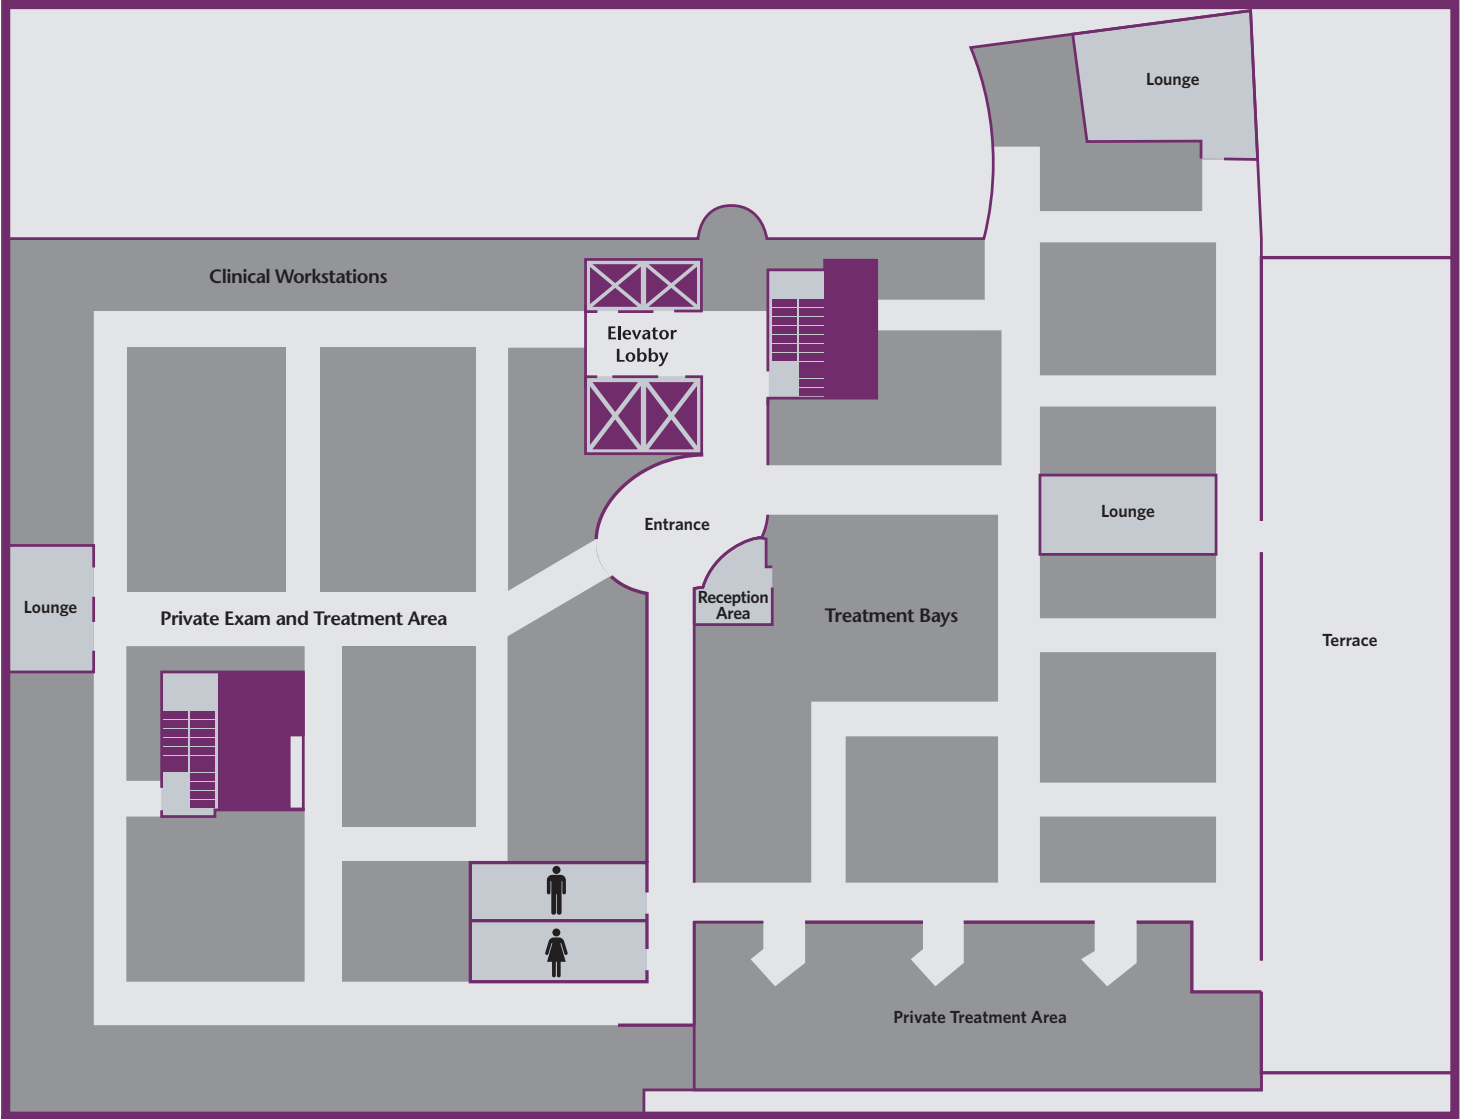 Lounge
Clinical Workstations
Elevator
Lobby
Lounge
Entrance
Lounge
Reception
Area
Private Exam and Treatment Area
Treatment Bays
Terrace
Private Treatment Area